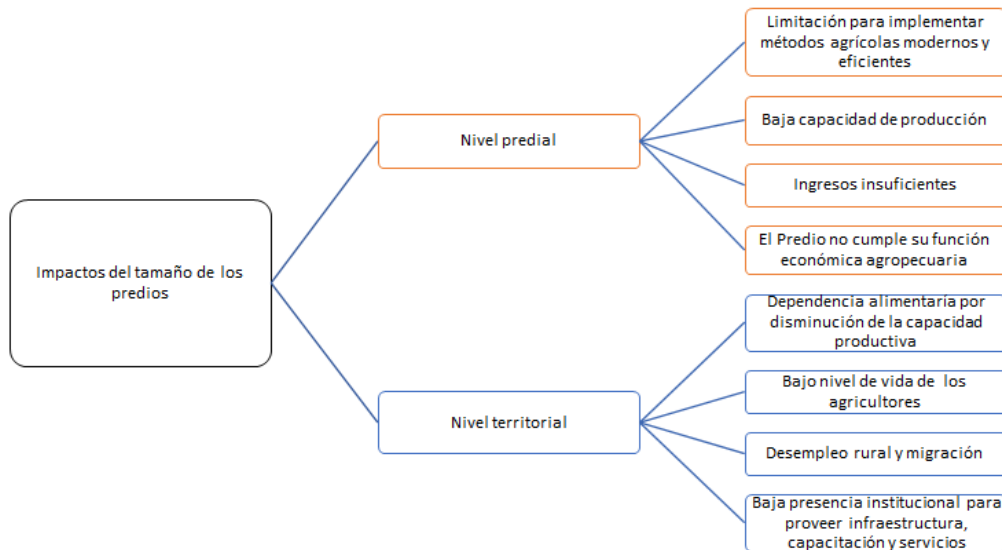 Impactos del tamaño de los
predios
Nivel predial
Limitación para implementar
métodos agrícolas modernos y
eficientes
Baja capacidad de producción
Ingresos insuficientes
El Predio no cumple su función
económica agropecuaria
Nivel territorial
Dependencia alimentaría por
disminución de la capacidad
productiva
Bajo nivel de vida de los
agricultores
Desempleo rural y migración
Baja presencia institucional para
proveer infraestructura,
capacitación y servicios